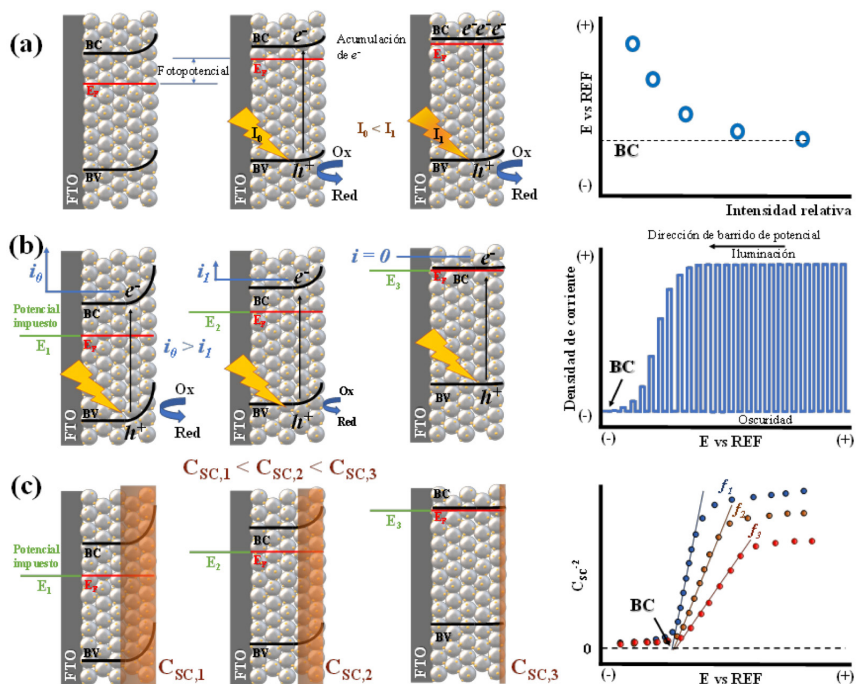 (a)
BC
E_F
BV
FTO
Fotopotencial
BC
e⁻
E_F
I₀
BV
h⁺
FTO
Ox
Red
Acumulación
de e⁻
I₀ < I₁
BC
e⁻e⁻e⁻
E_F
I₁
BV
h⁺
FTO
Ox
Red
(+)
E vs REF
BC
(-)
Intensidad relativa
(b)
i₀
e⁻
BC
Potencial
impuesto
E₁
E_F
i₀ > i₁
BV
h⁺
FTO
Ox
Red
i₁
e⁻
BC
E₂
E_F
BV
h⁺
FTO
Ox
Red
i = 0
e⁻
E₃
E_F
BC
BV
h⁺
FTO
Dirección de barrido de potencial
Iluminación
(+)
Densidad de corriente
BC
(-)
Oscuridad
(-)
E vs REF
(+)
(c)
C_SC,1 < C_SC,2 < C_SC,3
BC
Potencial
impuesto
E₁
E_F
BV
FTO
C_SC,1
BC
E₂
E_F
BV
FTO
C_SC,2
BC
E₃
E_F
BV
FTO
C_SC,3
f₁
f₂
f₃
C_SC⁻²
BC
0
(-)
E vs REF
(+)